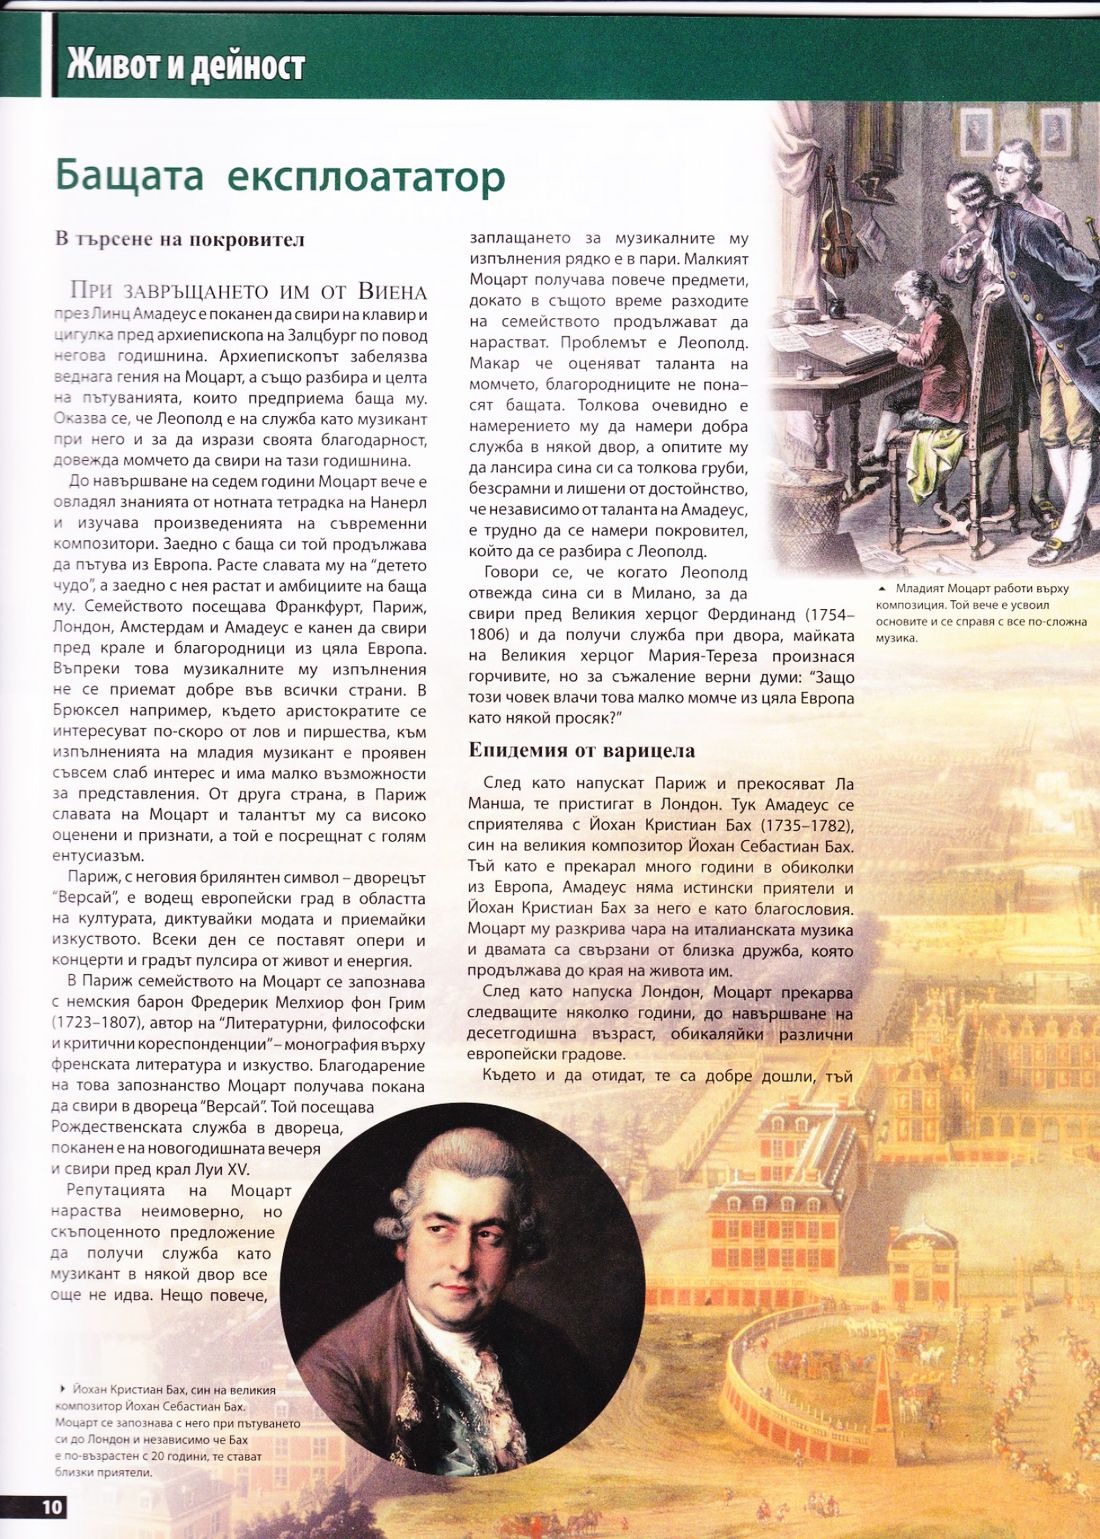 Живот и дейност
Бащата експлоататор
В търсене на покровител
При завръщането им от Виена
през Линц Амадеус е поканен да свири на клавир и
цигулка пред архиепископа на Залцбург по повод
негова годишнина. Архиепископът забелязва
веднага гения на Моцарт, а също разбира и целта
на пътуванията, които предприема баща му.
Оказва се, че Леополд е на служба като музикант
при него и за да изрази своята благодарност,
довежда момчето да свири на тази годишнина.
До навършване на седем години Моцарт вече е
овладял знанията от нотната тетрадка на Нанерл
и изучава произведенията на съвременни
композитори. Заедно с баща си той продължава
да пътува из Европа. Расте славата му на “детето
чудо”, а заедно с нея растат и амбициите на баща
му. Семейството посещава Франкфурт, Париж,
Лондон, Амстердам и Амадеус е канен да свири
пред крале и благородници из цяла Европа.
Въпреки това музикалните му изпълнения
не се приемат добре във всички страни. В
Брюксел например, където аристократите се
интересуват по-скоро от лов и пиршества, към
изпълненията на младия музикант е проявен
съвсем слаб интерес и има малко възможности
за представления. От друга страна, в Париж
славата на Моцарт и талантът му са високо
оценени и признати, а той е посрещнат с голям
ентусиазъм.
Париж, с неговия брилянтен символ – дворецът
“Версай”, е водещ европейски град в областта
на културата, диктувайки модата и приемайки
изкуството. Всеки ден се поставят опери и
концерти и градът пулсира от живот и енергия.
В Париж семейството на Моцарт се запознава
с немския барон Фредерик Мелхиор фон Грим
(1723–1807), автор на “Литературни, философски
и критични кореспонденции” – монография върху
френската литература и изкуство. Благодарение
на това запознанство Моцарт получава покана
да свири в двореца “Версай”. Той посещава
Рождественската служба в двореца,
поканен е на новогодишната вечеря
и свири пред крал Луи XV.
Репутацията на Моцарт
нараства неимоверно, но
скъпоценното предложение
да получи служба като
музикант в някой двор все
още не идва. Нещо повече,
заплащането за музикалните му
изпълнения рядко е в пари. Малкият
Моцарт получава повече предмети,
докато в същото време разходите
на семейството продължават да
нарастват. Проблемът е Леополд.
Макар че оценяват таланта на
момчето, благородниците не пона–
сят бащата. Толкова очевидно е
намерението му да намери добра
служба в някой двор, а опитите му
да лансира сина си са толкова груби,
безсрамни и лишени от достойнство,
че независимо от таланта на Амадеус,
е трудно да се намери покровител,
който да се разбира с Леополд.
Говори се, че когато Леополд
отвежда сина си в Милано, за да
свири пред Великия херцог Фердинанд (1754–
1806) и да получи служба при двора, майката
на Великия херцог Мария-Тереза произнася
горчивите, но за съжаление верни думи: “Защо
този човек влачи това малко момче из цяла Европа
като някой просяк?”
Епидемия от варицела
След като напускат Париж и прекосяват Ла
Манша, те пристигат в Лондон. Тук Амадеус се
сприятелява с Йохан Кристиан Бах (1735–1782),
син на великия композитор Йохан Себастиан Бах.
Тъй като е прекарал много години в обиколки
из Европа, Амадеус няма истински приятели и
Йохан Кристиан Бах за него е като благословия.
Моцарт му разкрива чара на италианската музика
и двамата са свързани от близка дружба, която
продължава до края на живота им.
След като напуска Лондон, Моцарт прекарва
следващите няколко години, до навършване на
десетгодишна възраст, обикаляйки различни
европейски градове.
Където и да отидат, те са добре дошли, тъй
▲ Младият Моцарт работи върху
композиция. Той вече е усвоил
основите и се справя с все по-сложна
музика.
▶ Йохан Кристиан Бах, син на великия
композитор Йохан Себастиан Бах.
Моцарт се запознава с него при пътуването
си до Лондон и независимо че Бах
е по-възрастен с 20 години, те стават
близки приятели.
10